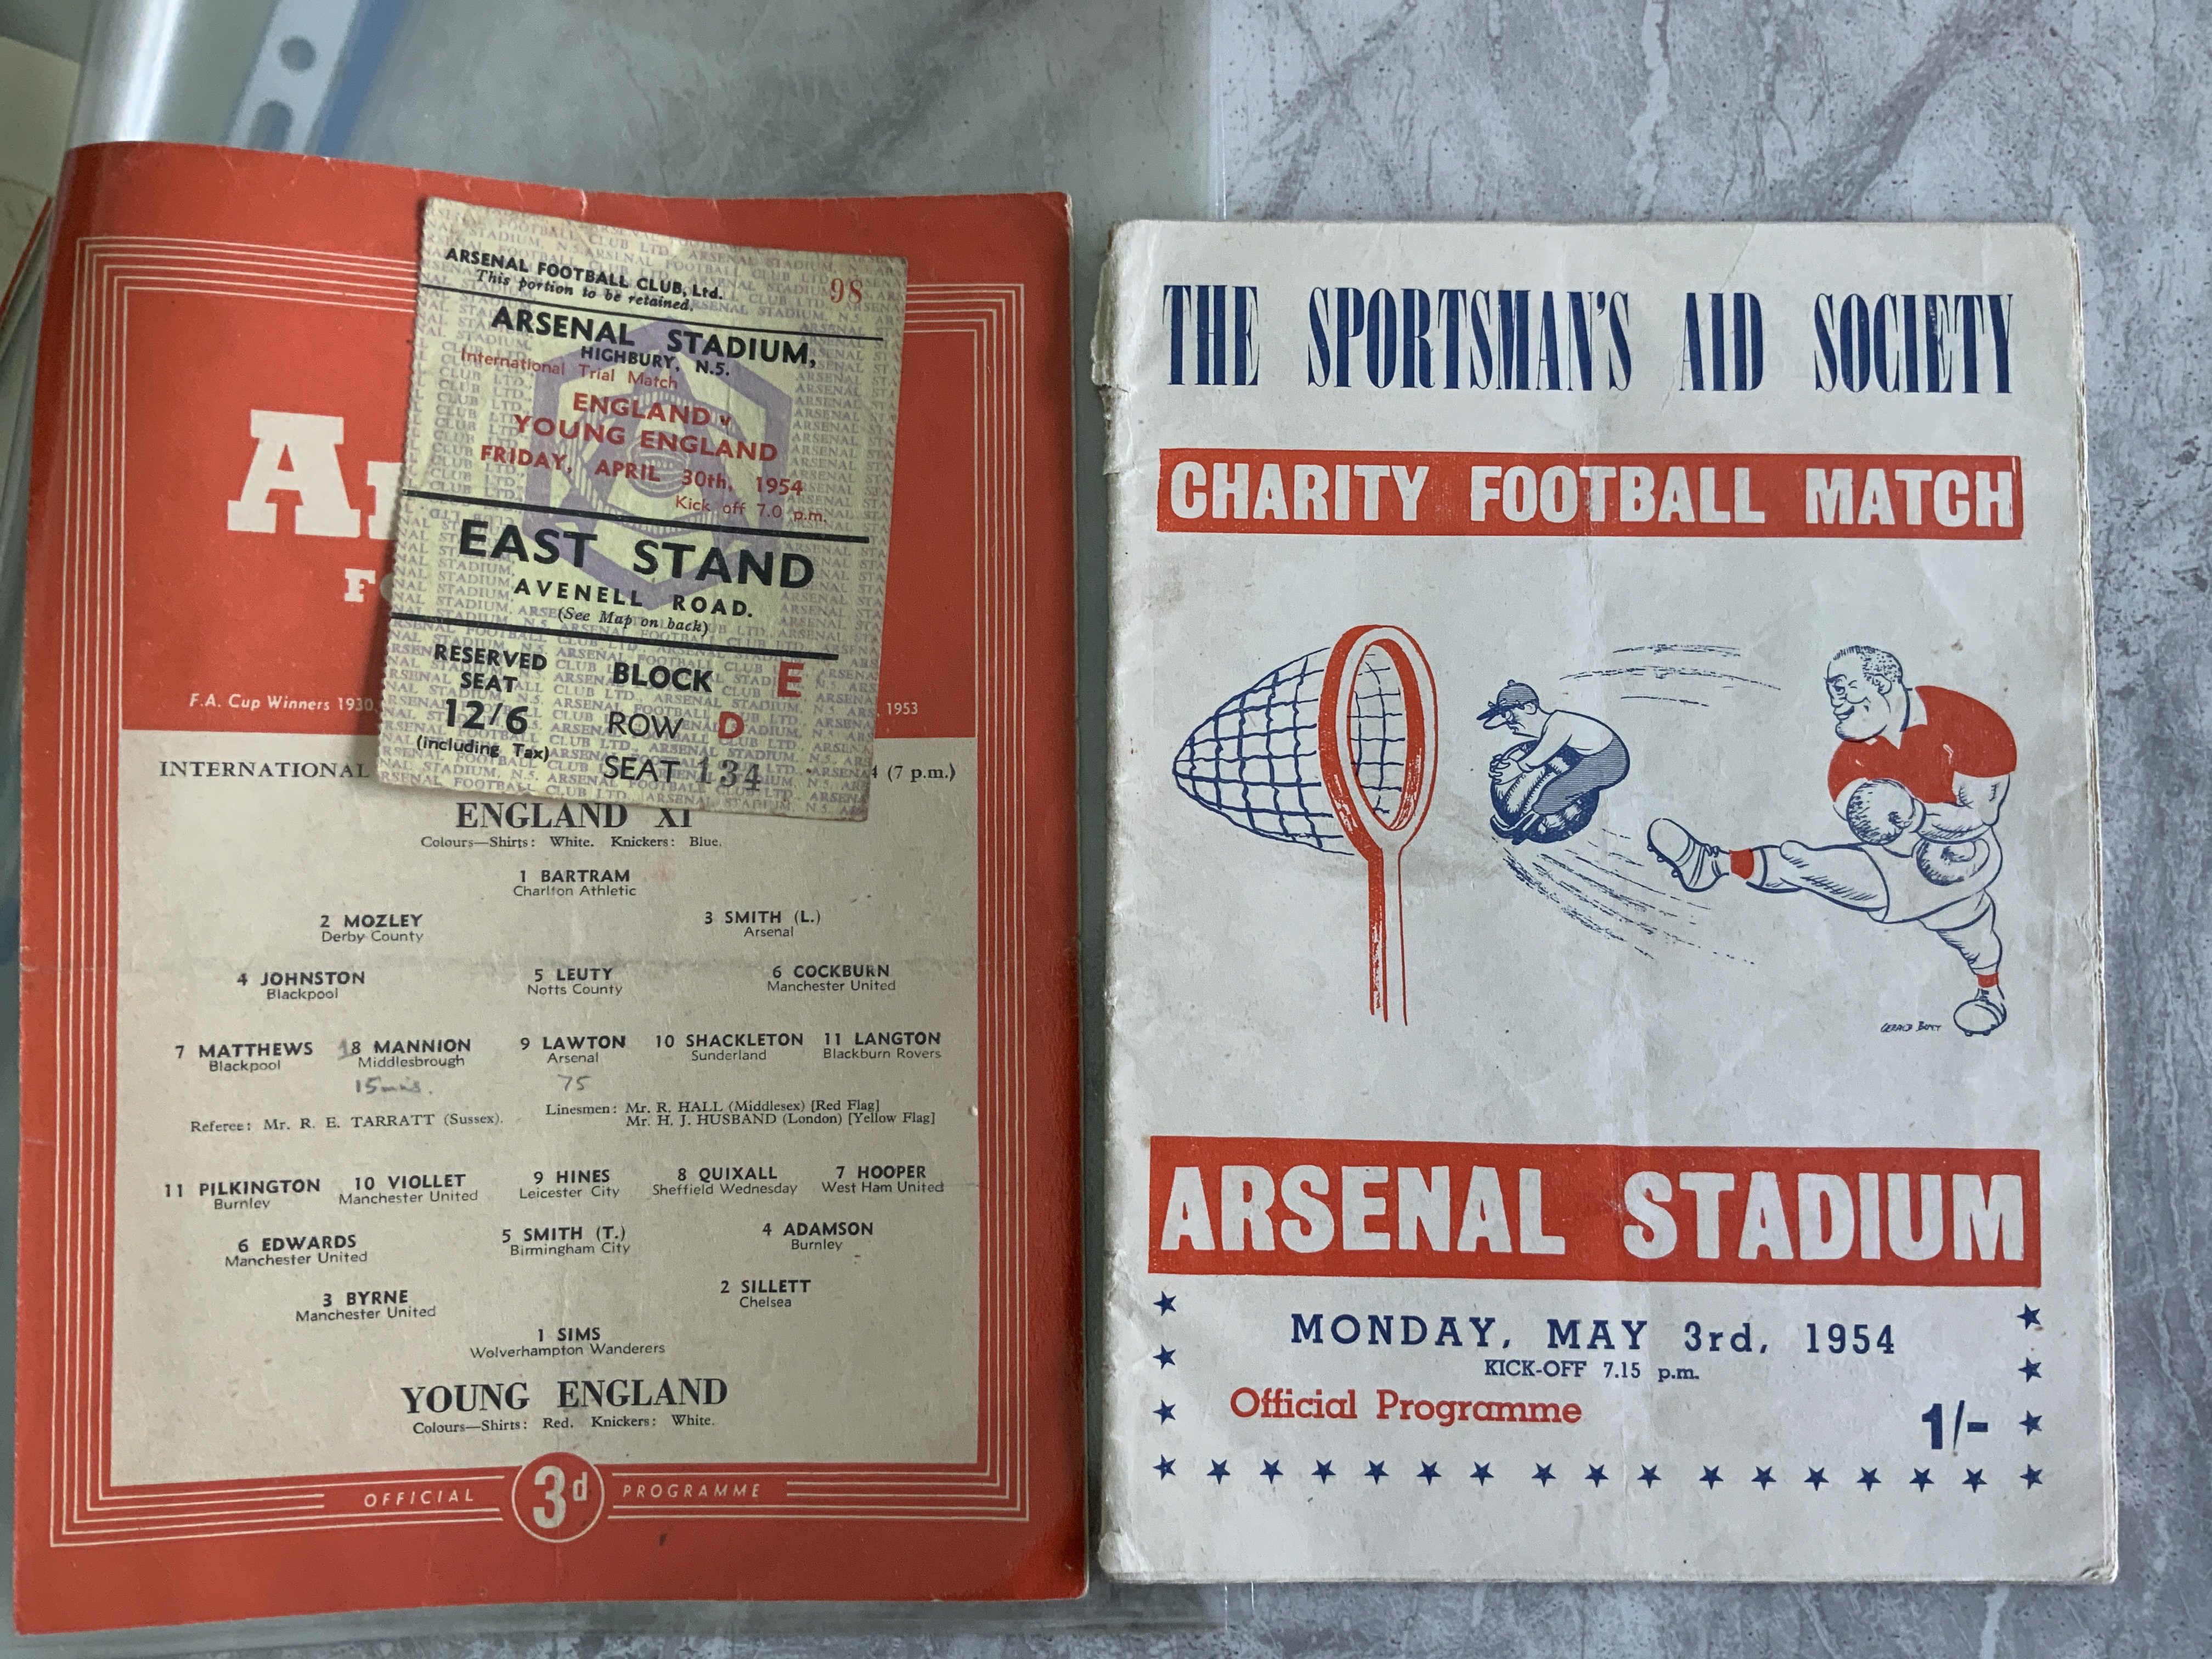 ARSENAL FOOTBALL CLUB, Ltd.
This portion to be retained.
98
ARSENAL STADIUM,
HIGHBURY, N.5.
International Trial Match
ENGLAND v
YOUNG ENGLAND
FRIDAY, APRIL 30th, 1954
Kick off 7.0 p.m.
EAST STAND
AVENELL ROAD.
(See Map on back)
RESERVED
SEAT
12/6
(including Tax)
BLOCK E
ROW D
SEAT 134
F.A. Cup Winners 1930, 1953
INTERNATIONAL 4 (7 p.m.)
ENGLAND XI
Colours—Shirts: White. Knickers: Blue.
1 BARTRAM
Charlton Athletic
2 MOZLEY 3 SMITH (L.)
Derby County Arsenal
4 JOHNSTON 5 LEUTY 6 COCKBURN
Blackpool Notts County Manchester United
7 MATTHEWS 8 MANNION 9 LAWTON 10 SHACKLETON 11 LANGTON
Blackpool Middlesbrough Arsenal Sunderland Blackburn Rovers
15mins. 75
Referee: Mr. R. E. TARRATT (Sussex). Linesmen: Mr. R. HALL (Middlesex) [Red Flag]
Mr. H. J. HUSBAND (London) [Yellow Flag]
11 PILKINGTON 10 VIOLLET 9 HINES 8 QUIXALL 7 HOOPER
Burnley Manchester United Leicester City Sheffield Wednesday West Ham United
6 EDWARDS 5 SMITH (T.) 4 ADAMSON
Manchester United Birmingham City Burnley
3 BYRNE 2 SILLETT
Manchester United Chelsea
1 SIMS
Wolverhampton Wanderers
YOUNG ENGLAND
Colours—Shirts: Red. Knickers: White.
OFFICIAL 3d PROGRAMME
THE SPORTSMAN'S AID SOCIETY
CHARITY FOOTBALL MATCH
GERALD
ARSENAL STADIUM
MONDAY, MAY 3rd, 1954
KICK-OFF 7.15 p.m.
Official Programme
1/-